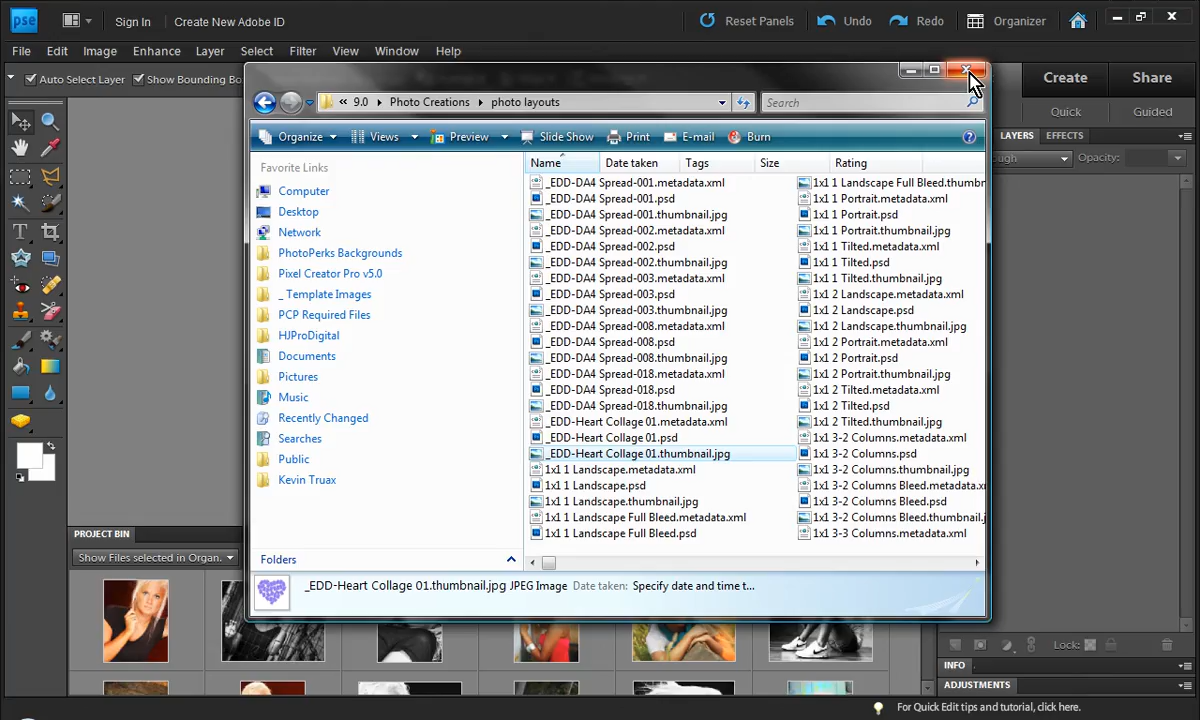 pse Sign In Create New Adobe ID Reset Panels Undo Redo Organizer
File Edit Image Enhance Layer Select Filter View Window Help
Auto Select Layer Show Bounding Bo
Create Share
« 9.0 Photo Creations photo layouts Search
Quick Guided
Organize Views Preview Slide Show Print E-mail Burn
LAYERS EFFECTS
Opacity:
Favorite Links
Computer
Desktop
Network
PhotoPerks Backgrounds
Pixel Creator Pro v5.0
_ Template Images
PCP Required Files
HJProDigital
Documents
Pictures
Music
Recently Changed
Searches
Public
Kevin Truax
Folders
Name Date taken Tags Size Rating
_EDD-DA4 Spread-001.metadata.xml
_EDD-DA4 Spread-001.psd
_EDD-DA4 Spread-001.thumbnail.jpg
_EDD-DA4 Spread-002.metadata.xml
_EDD-DA4 Spread-002.psd
_EDD-DA4 Spread-002.thumbnail.jpg
_EDD-DA4 Spread-003.metadata.xml
_EDD-DA4 Spread-003.psd
_EDD-DA4 Spread-003.thumbnail.jpg
_EDD-DA4 Spread-008.metadata.xml
_EDD-DA4 Spread-008.psd
_EDD-DA4 Spread-008.thumbnail.jpg
_EDD-DA4 Spread-018.metadata.xml
_EDD-DA4 Spread-018.psd
_EDD-DA4 Spread-018.thumbnail.jpg
_EDD-Heart Collage 01.metadata.xml
_EDD-Heart Collage 01.psd
_EDD-Heart Collage 01.thumbnail.jpg
1x1 1 Landscape.metadata.xml
1x1 1 Landscape.psd
1x1 1 Landscape.thumbnail.jpg
1x1 1 Landscape Full Bleed.metadata.xml
1x1 1 Landscape Full Bleed.psd
1x1 1 Landscape Full Bleed.thumbn
1x1 1 Portrait.metadata.xml
1x1 1 Portrait.psd
1x1 1 Portrait.thumbnail.jpg
1x1 1 Tilted.metadata.xml
1x1 1 Tilted.psd
1x1 1 Tilted.thumbnail.jpg
1x1 2 Landscape.metadata.xml
1x1 2 Landscape.psd
1x1 2 Landscape.thumbnail.jpg
1x1 2 Portrait.metadata.xml
1x1 2 Portrait.psd
1x1 2 Portrait.thumbnail.jpg
1x1 2 Tilted.metadata.xml
1x1 2 Tilted.psd
1x1 2 Tilted.thumbnail.jpg
1x1 3-2 Columns.metadata.xml
1x1 3-2 Columns.psd
1x1 3-2 Columns.thumbnail.jpg
1x1 3-2 Columns Bleed.metadata.x
1x1 3-2 Columns Bleed.psd
1x1 3-2 Columns Bleed.thumbnail.j
1x1 3-3 Columns.metadata.xml
_EDD-Heart Collage 01.thumbnail.jpg JPEG Image Date taken: Specify date and time t...
PROJECT BIN
Show Files selected in Organ.
Lock:
INFO
ADJUSTMENTS
For Quick Edit tips and tutorial, click here.